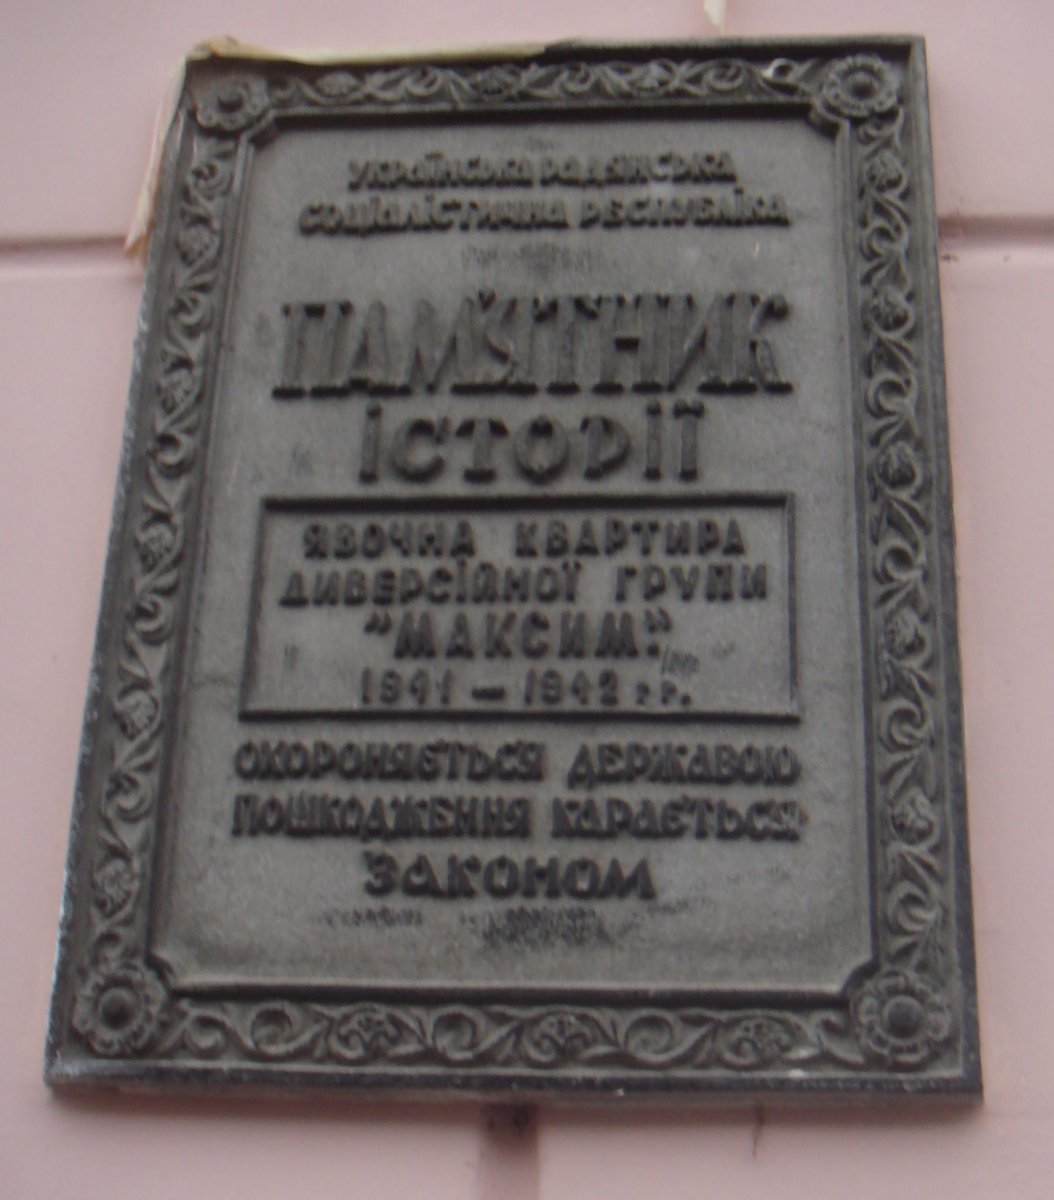 УКРАЇНСЬКА РАДЯНСЬКА
СОЦІАЛІСТИЧНА РЕСПУБЛІКА
ПАМ'ЯТНИК
ІСТОРІЇ
ЯВОЧНА КВАРТИРА
ДИВЕРСІЙНОЇ ГРУПИ
"МАКСИМ"
1941 — 1942 р.р.
ОХОРОНЯЄТЬСЯ ДЕРЖАВОЮ
ПОШКОДЖЕННЯ КАРАЄТЬСЯ
ЗАКОНОМ